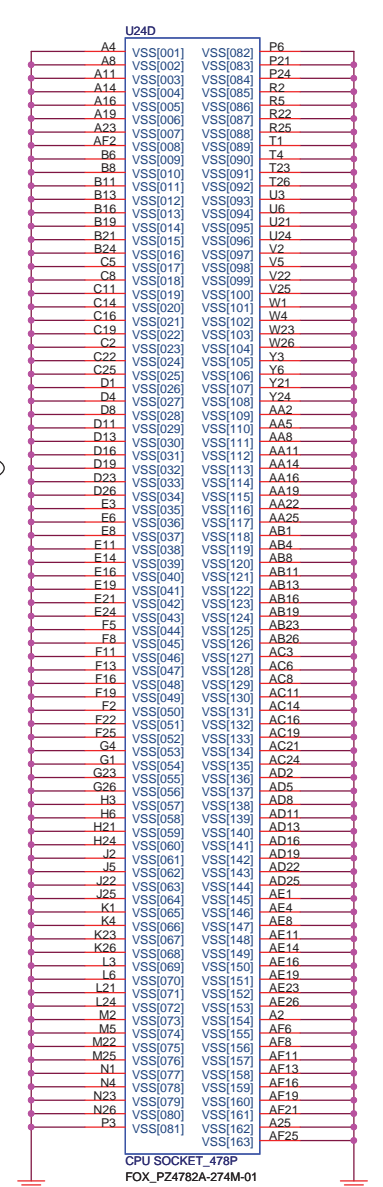 U24D
A4 VSS[001] VSS[082] P6
A8 VSS[002] VSS[083] P21
A11 VSS[003] VSS[084] P24
A14 VSS[004] VSS[085] R2
A16 VSS[005] VSS[086] R5
A19 VSS[006] VSS[087] R22
A23 VSS[007] VSS[088] R25
AF2 VSS[008] VSS[089] T1
B6 VSS[009] VSS[090] T4
B8 VSS[010] VSS[091] T23
B11 VSS[011] VSS[092] T26
B13 VSS[012] VSS[093] U3
B16 VSS[013] VSS[094] U6
B19 VSS[014] VSS[095] U21
B21 VSS[015] VSS[096] U24
B24 VSS[016] VSS[097] V2
C5 VSS[017] VSS[098] V5
C8 VSS[018] VSS[099] V22
C11 VSS[019] VSS[100] V25
C14 VSS[020] VSS[101] W1
C16 VSS[021] VSS[102] W4
C19 VSS[022] VSS[103] W23
C2 VSS[023] VSS[104] W26
C22 VSS[024] VSS[105] Y3
C25 VSS[025] VSS[106] Y6
D1 VSS[026] VSS[107] Y21
D4 VSS[027] VSS[108] Y24
D8 VSS[028] VSS[109] AA2
D11 VSS[029] VSS[110] AA5
D13 VSS[030] VSS[111] AA8
D16 VSS[031] VSS[112] AA11
D19 VSS[032] VSS[113] AA14
D23 VSS[033] VSS[114] AA16
D26 VSS[034] VSS[115] AA19
E3 VSS[035] VSS[116] AA22
E6 VSS[036] VSS[117] AA25
E8 VSS[037] VSS[118] AB1
E11 VSS[038] VSS[119] AB4
E14 VSS[039] VSS[120] AB8
E16 VSS[040] VSS[121] AB11
E19 VSS[041] VSS[122] AB13
E21 VSS[042] VSS[123] AB16
E24 VSS[043] VSS[124] AB19
F5 VSS[044] VSS[125] AB23
F8 VSS[045] VSS[126] AB26
F11 VSS[046] VSS[127] AC3
F13 VSS[047] VSS[128] AC6
F16 VSS[048] VSS[129] AC8
F19 VSS[049] VSS[130] AC11
F2 VSS[050] VSS[131] AC14
F22 VSS[051] VSS[132] AC16
F25 VSS[052] VSS[133] AC19
G4 VSS[053] VSS[134] AC21
G1 VSS[054] VSS[135] AC24
G23 VSS[055] VSS[136] AD2
G26 VSS[056] VSS[137] AD5
H3 VSS[057] VSS[138] AD8
H6 VSS[058] VSS[139] AD11
H21 VSS[059] VSS[140] AD13
H24 VSS[060] VSS[141] AD16
J2 VSS[061] VSS[142] AD19
J5 VSS[062] VSS[143] AD22
J22 VSS[063] VSS[144] AD25
J25 VSS[064] VSS[145] AE1
K1 VSS[065] VSS[146] AE4
K4 VSS[066] VSS[147] AE8
K23 VSS[067] VSS[148] AE11
K26 VSS[068] VSS[149] AE14
L3 VSS[069] VSS[150] AE16
L6 VSS[070] VSS[151] AE19
L21 VSS[071] VSS[152] AE23
L24 VSS[072] VSS[153] AE26
M2 VSS[073] VSS[154] A2
M5 VSS[074] VSS[155] AF6
M22 VSS[075] VSS[156] AF8
M25 VSS[076] VSS[157] AF11
N1 VSS[077] VSS[158] AF13
N4 VSS[078] VSS[159] AF16
N23 VSS[079] VSS[160] AF19
N26 VSS[080] VSS[161] AF21
P3 VSS[081] VSS[162] A25
VSS[163] AF25
CPU SOCKET_478P
FOX_PZ4782A-274M-01